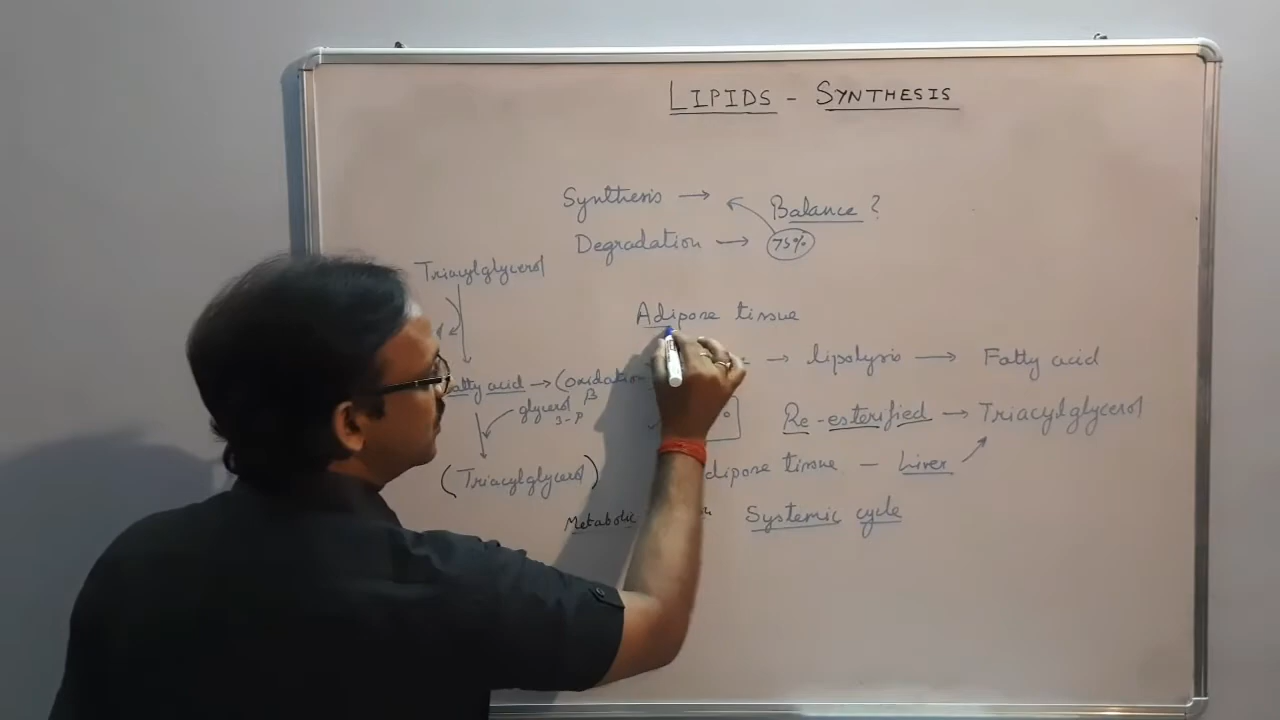 LIPIDS - SYNTHESIS
Synthesis →
Balance ?
Degradation → 75%
Triacylglycerol
Adipose tissue
→ lipolysis → Fatty acid
Fatty acid → (oxidation
β
glycerol
3-P
Re-esterified → Triacylglycerol
(Triacylglycerol)
dipose tissue - Liver
Metabolic
Systemic cycle